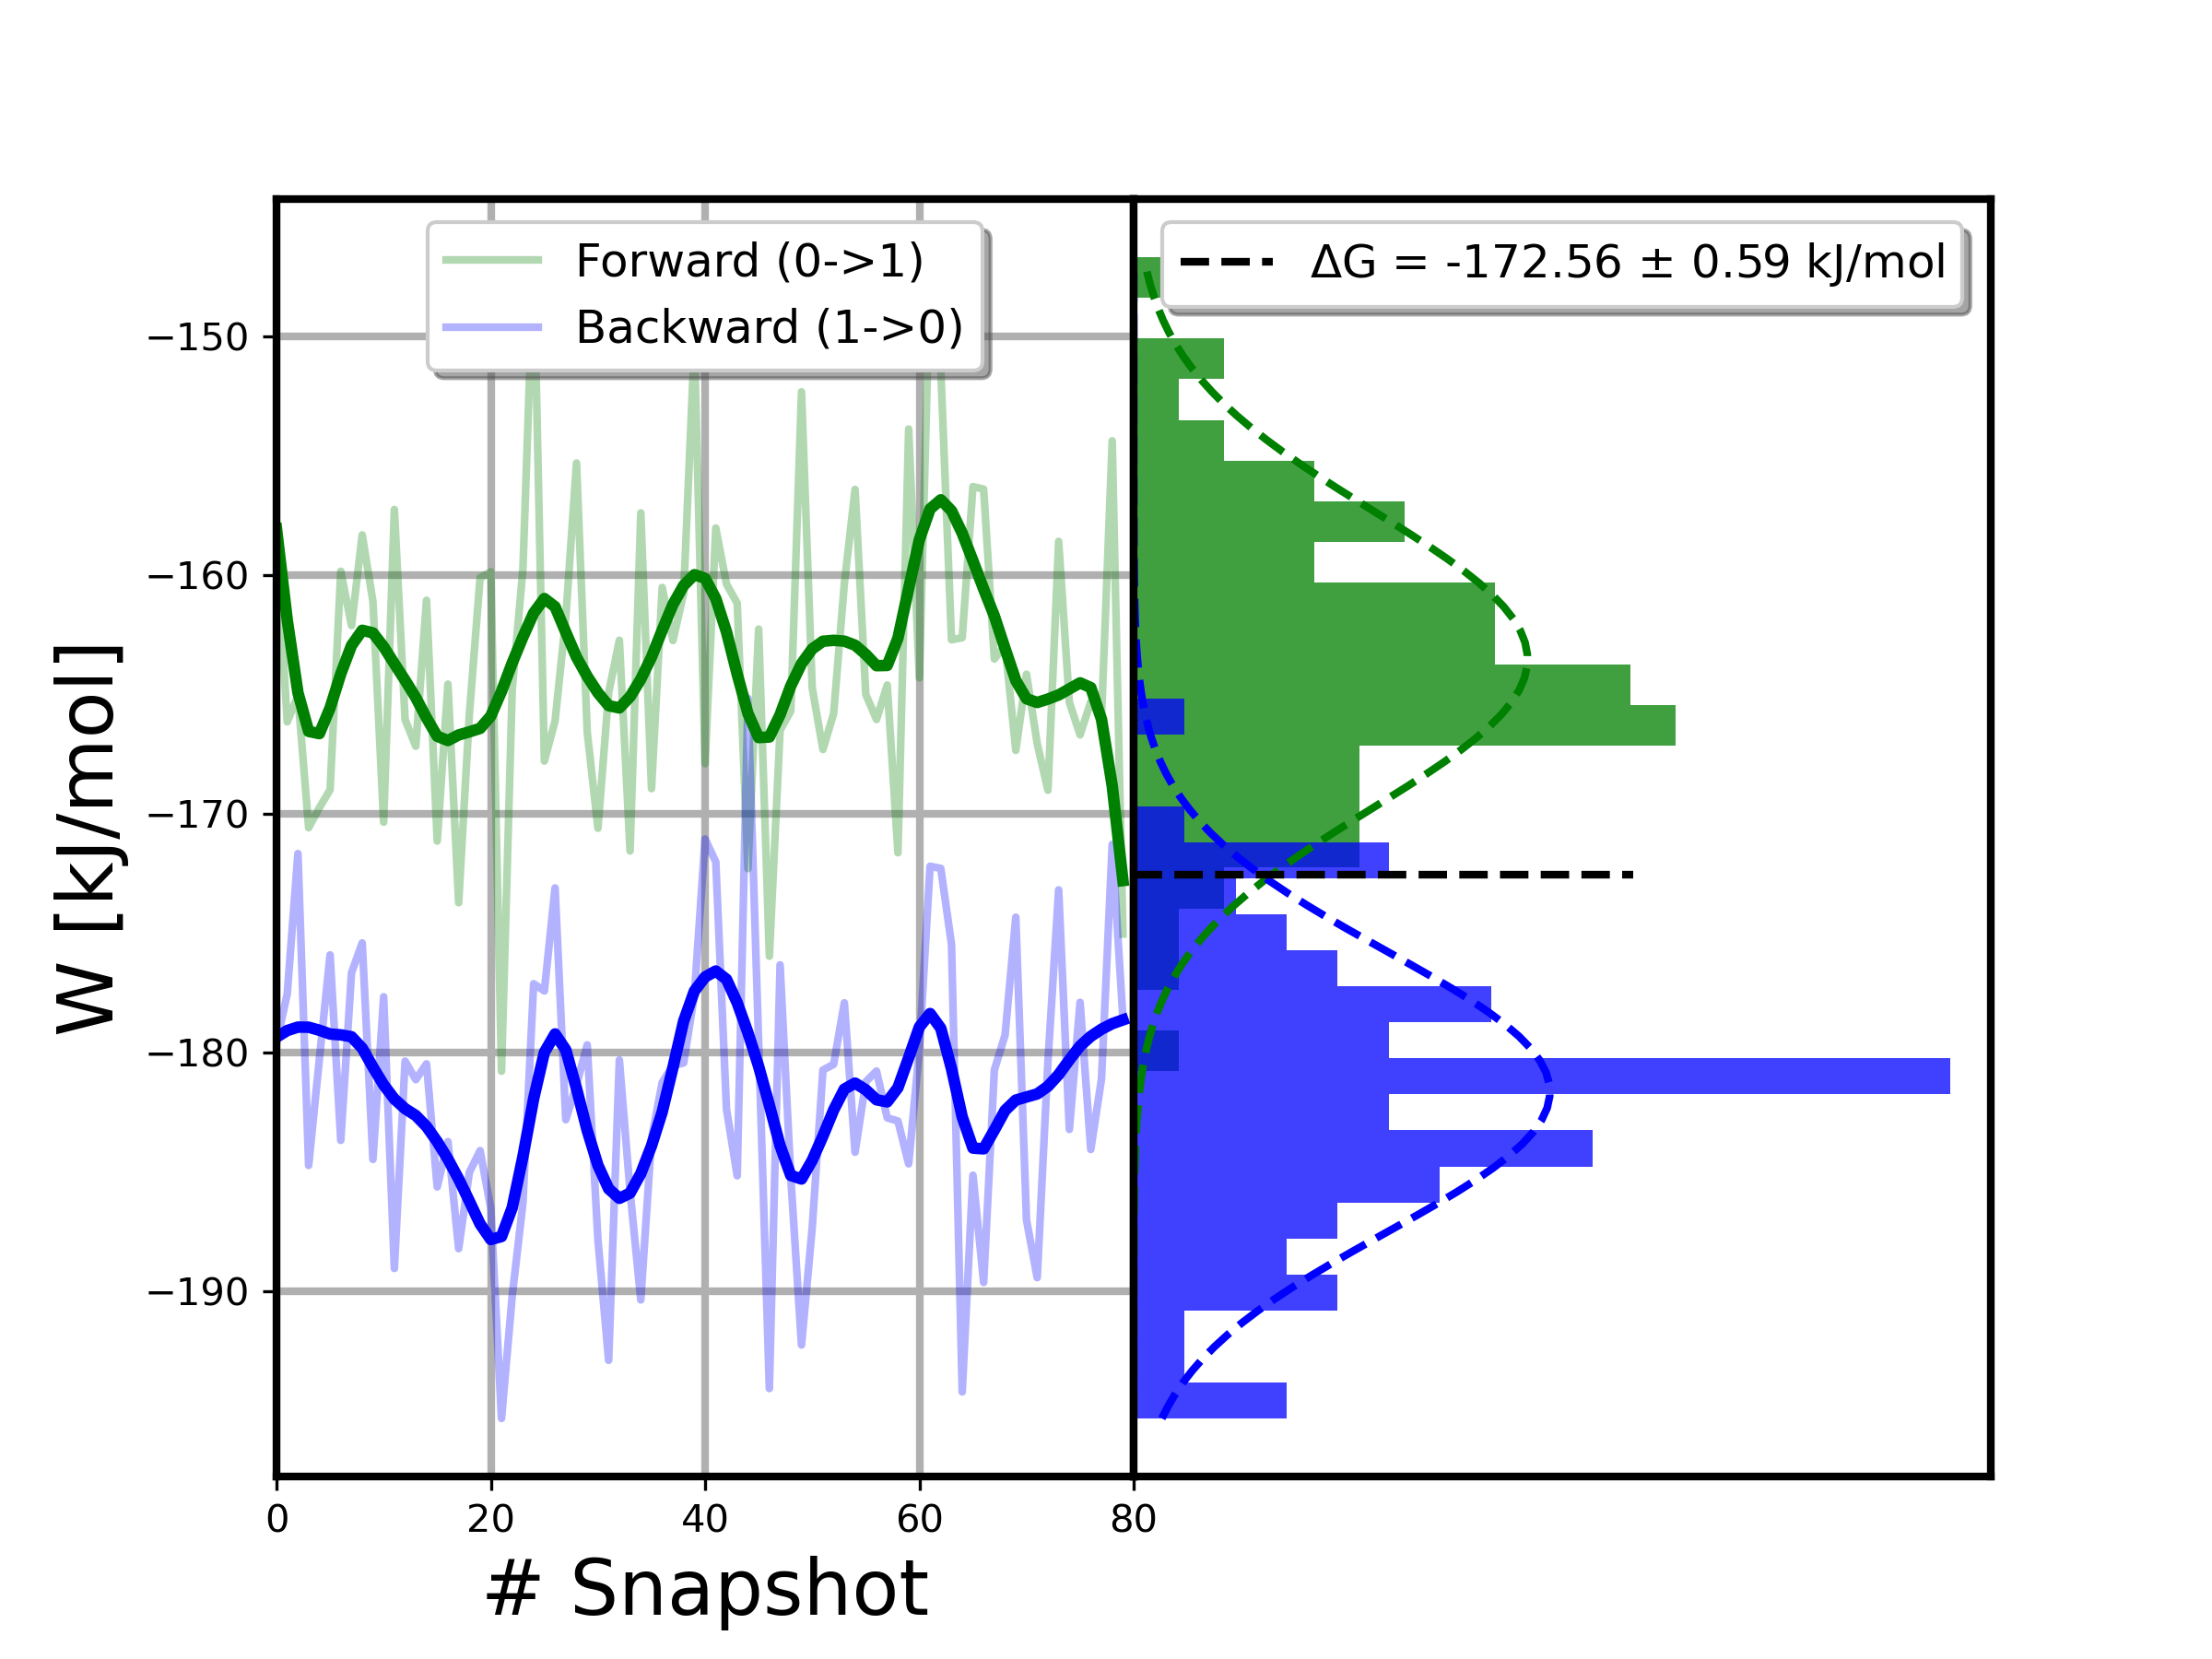 Forward (0->1)
Backward (1->0)
ΔG = -172.56 ± 0.59 kJ/mol
W [kJ/mol]
−150
−160
−170
−180
−190
0 20 40 60 80
# Snapshot